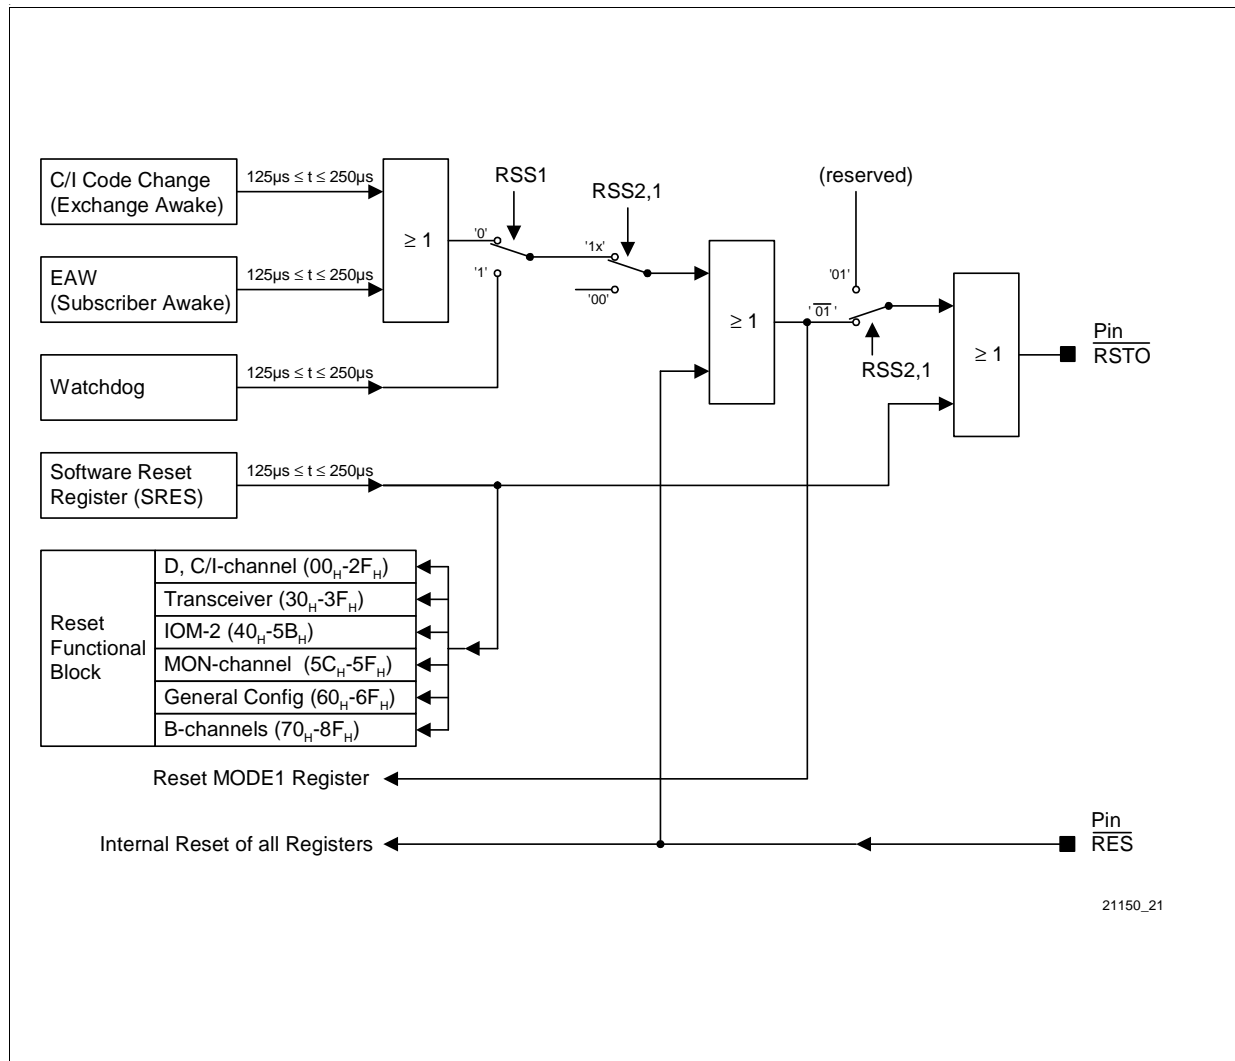 C/I Code Change
(Exchange Awake)
125µs ≤ t ≤ 250µs
EAW
(Subscriber Awake)
125µs ≤ t ≤ 250µs
Watchdog
125µs ≤ t ≤ 250µs
Software Reset
Register (SRES)
125µs ≤ t ≤ 250µs
≥ 1
RSS1
'0'
'1'
RSS2,1
'1x'
'00'
≥ 1
(reserved)
'01'
'01'
RSS2,1
≥ 1
Pin
RSTO
Reset
Functional
Block
D, C/I-channel (00H-2FH)
Transceiver (30H-3FH)
IOM-2 (40H-5BH)
MON-channel (5CH-5FH)
General Config (60H-6FH)
B-channels (70H-8FH)
Reset MODE1 Register
Internal Reset of all Registers
Pin
RES
21150_21